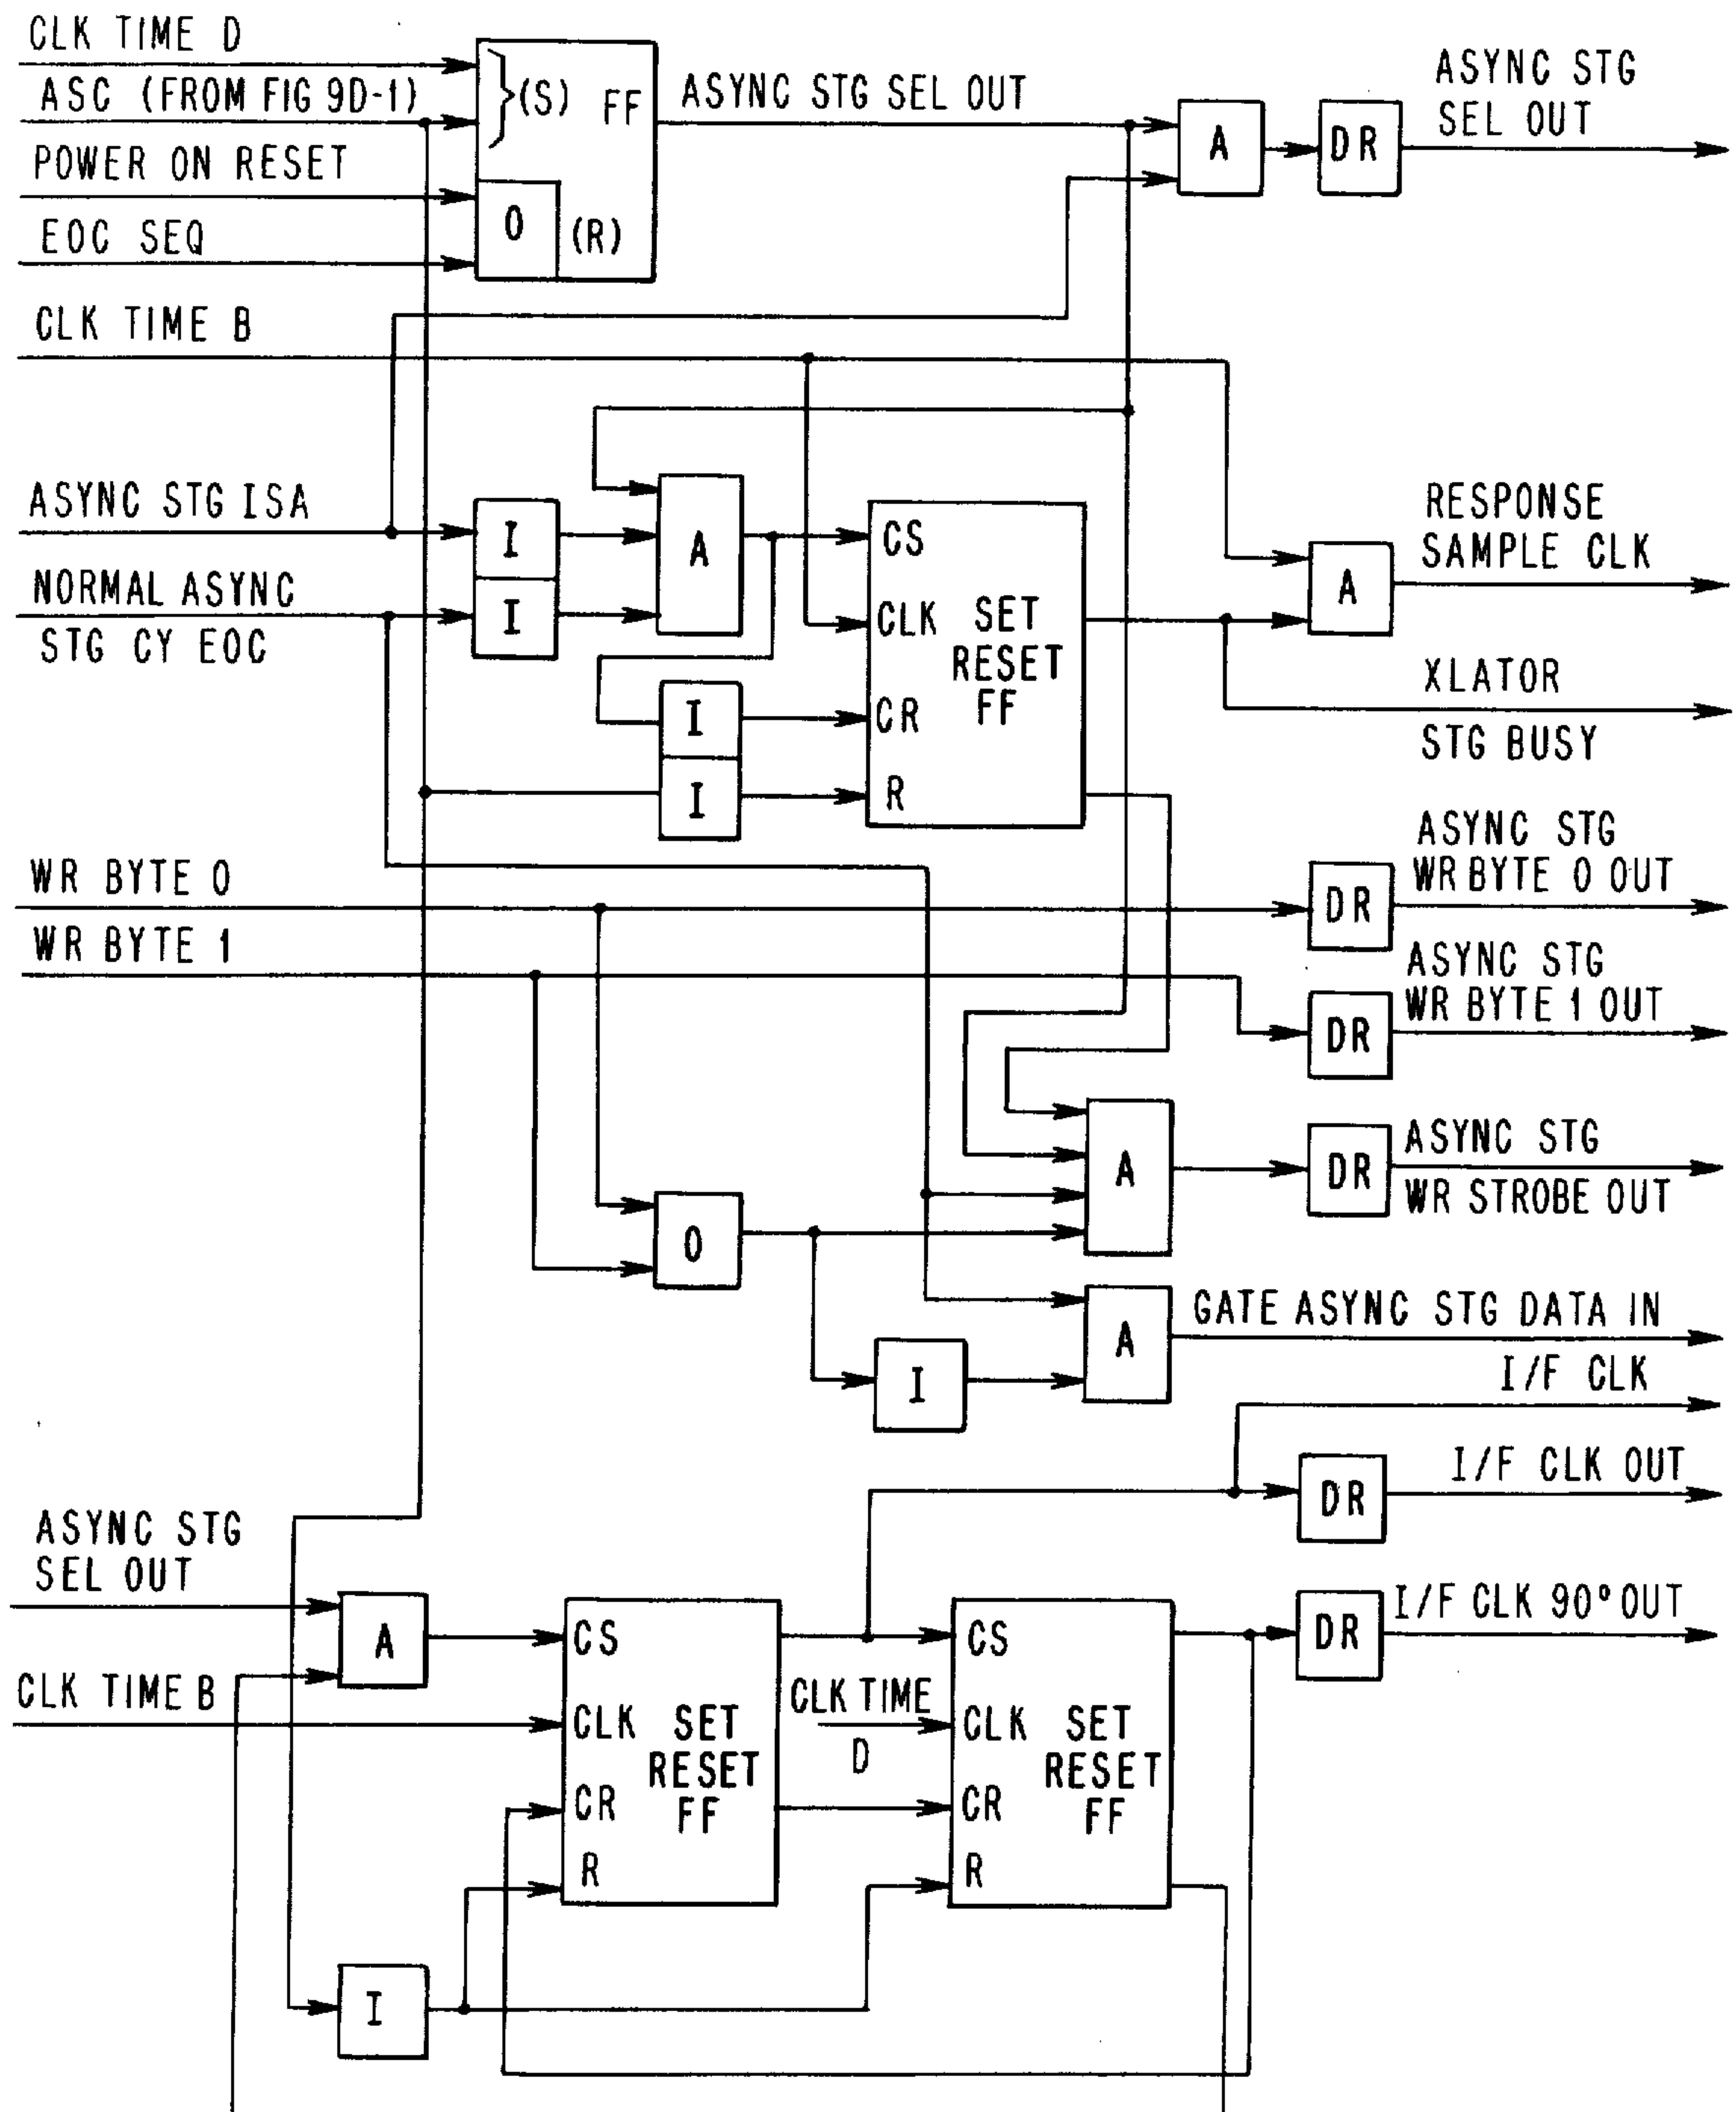 CLK TIME D
ASC (FROM FIG 9D-1)
POWER ON RESET
EOC SEQ
(S) FF
O (R)
ASYNC STG SEL OUT
A
DR
ASYNC STG
SEL OUT
CLK TIME B
ASYNC STG ISA
NORMAL ASYNC
STG CY EOC
I
I
A
I
I
CS
CLK
CR
R
SET
RESET
FF
A
RESPONSE
SAMPLE CLK
XLATOR
STG BUSY
WR BYTE 0
WR BYTE 1
DR
ASYNC STG
WR BYTE 0 OUT
DR
ASYNC STG
WR BYTE 1 OUT
O
A
DR
ASYNC STG
WR STROBE OUT
I
A
GATE ASYNC STG DATA IN
I/F CLK
DR
I/F CLK OUT
ASYNC STG
SEL OUT
A
CLK TIME B
CS
CLK
CR
R
SET
RESET
FF
CLK TIME
D
CS
CLK
CR
R
SET
RESET
FF
DR
I/F CLK 90° OUT
I